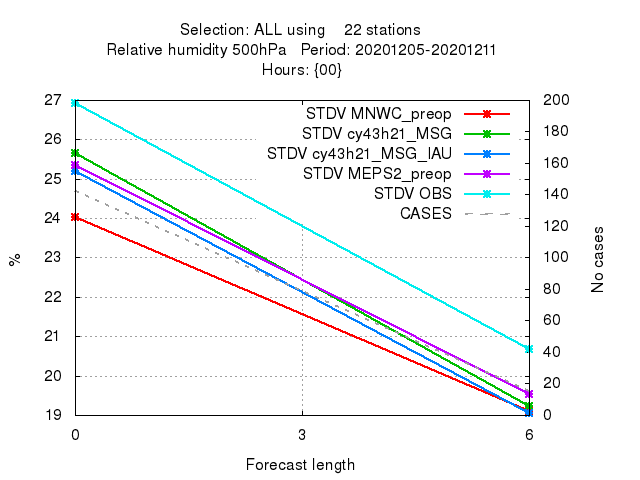 Selection: ALL using    22 stations
Relative humidity 500hPa   Period: 20201205-20201211
Hours: {00}
27 200
STDV MNWC_preop
180
STDV cy43h21_MSG
26
STDV cy43h21_MSG_IAU
160
STDV MEPS2_preop
25
STDV OBS
140
CASES
24
120
23 100
%
No cases
80
22
60
21
40
20
20
19 0
0 3 6
Forecast length